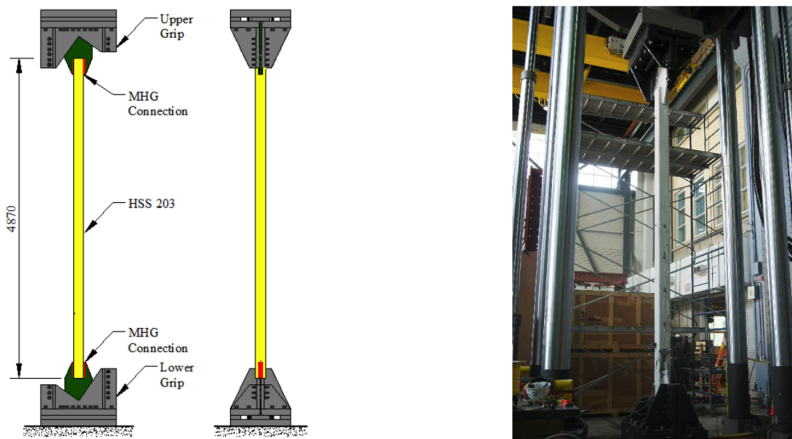 Upper
Grip
MHG
Connection
4870
HSS 203
MHG
Connection
Lower
Grip